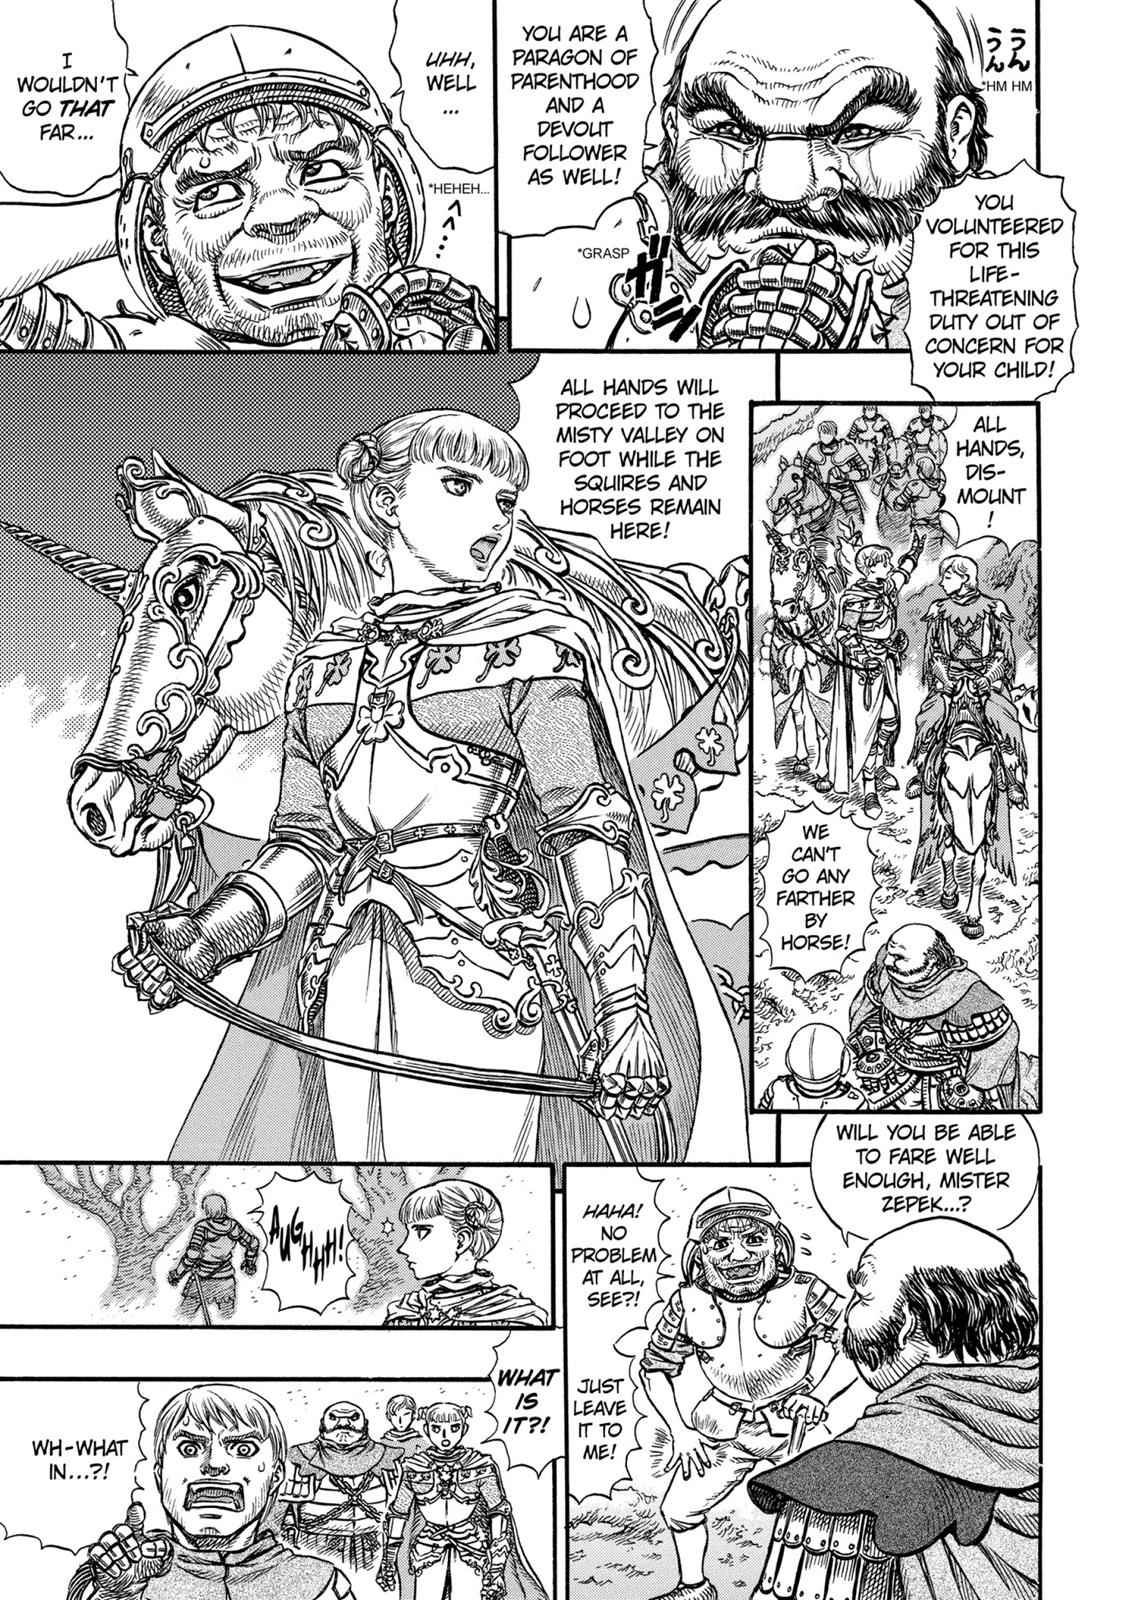 うん
うん
*HM HM
YOU
VOLUNTEERED
FOR THIS
LIFE-
THREATENING
DUTY OUT OF
CONCERN FOR
YOUR CHILD!
YOU ARE A
PARAGON OF
PARENTHOOD
AND A
DEVOUT
FOLLOWER
AS WELL!
*GRASP
ガッ
UHH,
WELL
...
*HEHEH...
I
WOULDN'T
GO THAT
FAR...
ALL
HANDS,
DIS-
MOUNT
!
WE
CAN'T
GO ANY
FARTHER
BY
HORSE!
ALL HANDS WILL
PROCEED TO THE
MISTY VALLEY ON
FOOT WHILE THE
SQUIRES AND
HORSES REMAIN
HERE!
WILL YOU BE ABLE
TO FARE WELL
ENOUGH, MISTER
ZEPEK...?
HAHA!
NO
PROBLEM
AT ALL,
SEE?!
JUST
LEAVE
IT TO
ME!
AUGHHH!
WHAT
IS
IT?!
WH-WHAT
IN...?!